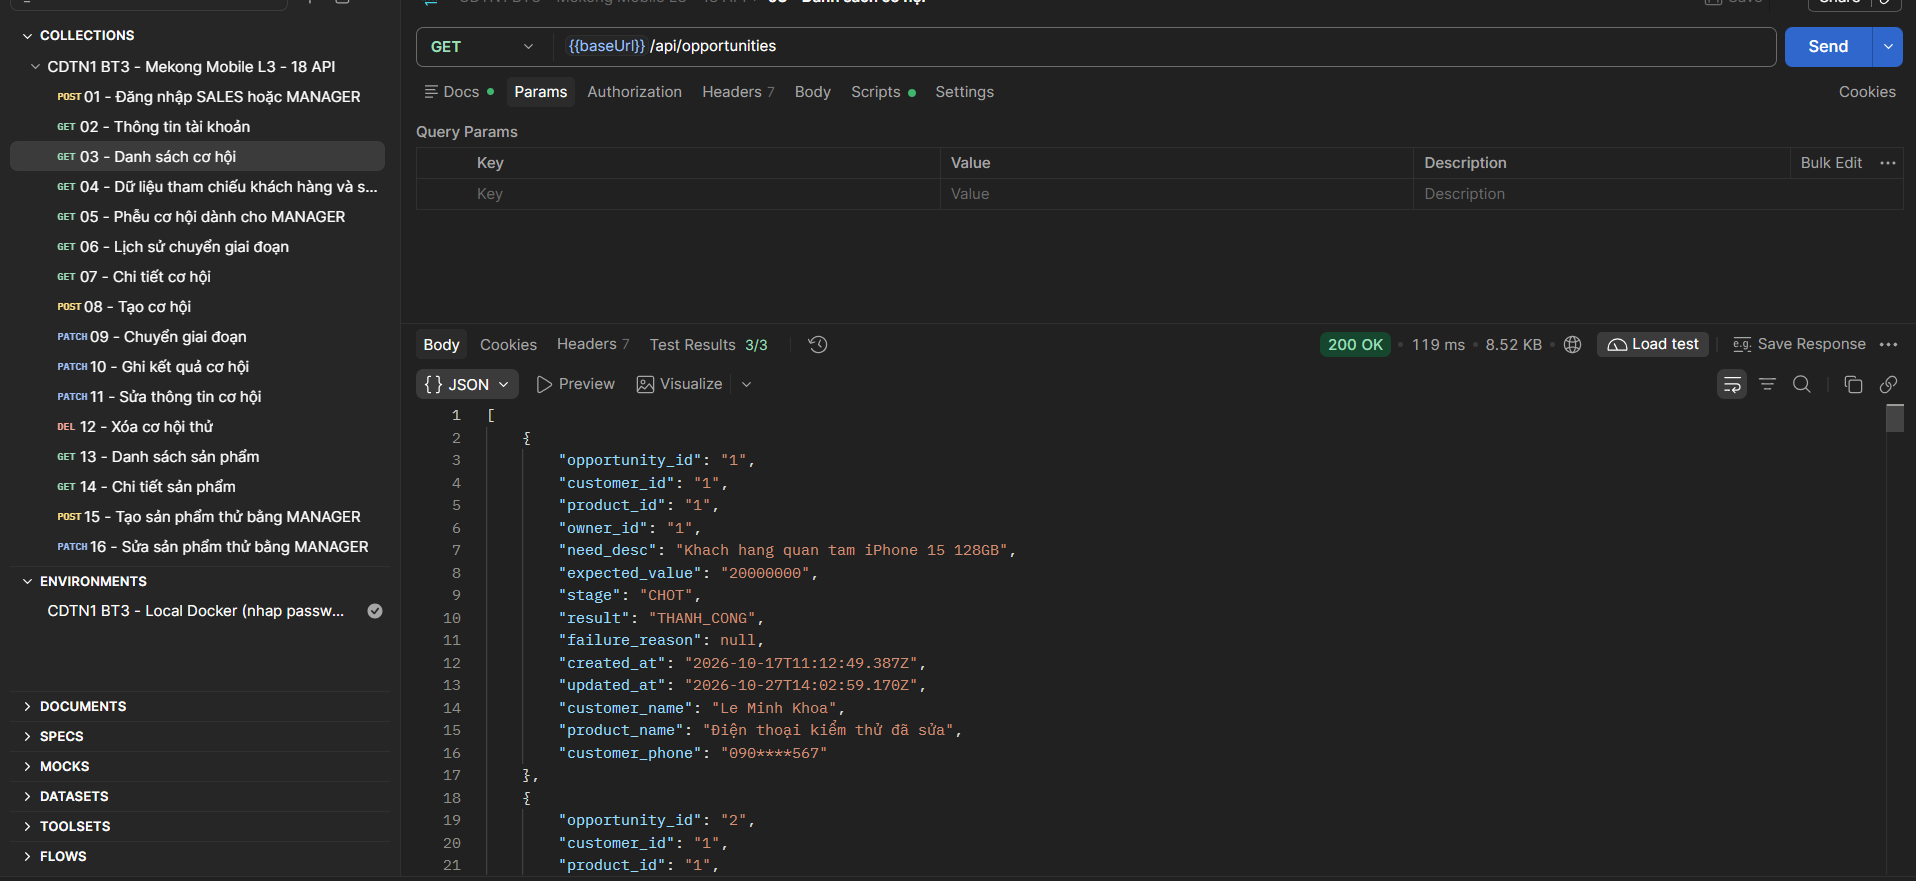 COLLECTIONS
CDTN1 BT3 - Mekong Mobile L3 - 18 API
POST 01 - Đăng nhập SALES hoặc MANAGER
GET 02 - Thông tin tài khoản
GET 03 - Danh sách cơ hội
GET 04 - Dữ liệu tham chiếu khách hàng và s...
GET 05 - Phễu cơ hội dành cho MANAGER
GET 06 - Lịch sử chuyển giai đoạn
GET 07 - Chi tiết cơ hội
POST 08 - Tạo cơ hội
PATCH 09 - Chuyển giai đoạn
PATCH 10 - Ghi kết quả cơ hội
PATCH 11 - Sửa thông tin cơ hội
DEL 12 - Xóa cơ hội thử
GET 13 - Danh sách sản phẩm
GET 14 - Chi tiết sản phẩm
POST 15 - Tạo sản phẩm thử bằng MANAGER
PATCH 16 - Sửa sản phẩm thử bằng MANAGER
ENVIRONMENTS
CDTN1 BT3 - Local Docker (nhap passw...
DOCUMENTS
SPECS
MOCKS
DATASETS
TOOLSETS
FLOWS
GET {{baseUrl}} /api/opportunities Send
Docs Params Authorization Headers 7 Body Scripts Settings Cookies
Query Params
Key Value Description Bulk Edit
Key Value Description
Body Cookies Headers 7 Test Results 3/3 200 OK 119 ms 8.52 KB Load test e.g. Save Response
{} JSON Preview Visualize
1 [
2 {
3 "opportunity_id": "1",
4 "customer_id": "1",
5 "product_id": "1",
6 "owner_id": "1",
7 "need_desc": "Khach hang quan tam iPhone 15 128GB",
8 "expected_value": "20000000",
9 "stage": "CHOT",
10 "result": "THANH_CONG",
11 "failure_reason": null,
12 "created_at": "2026-10-17T11:12:49.387Z",
13 "updated_at": "2026-10-27T14:02:59.170Z",
14 "customer_name": "Le Minh Khoa",
15 "product_name": "Điện thoại kiểm thử đã sửa",
16 "customer_phone": "090****567"
17 },
18 {
19 "opportunity_id": "2",
20 "customer_id": "1",
21 "product_id": "1",